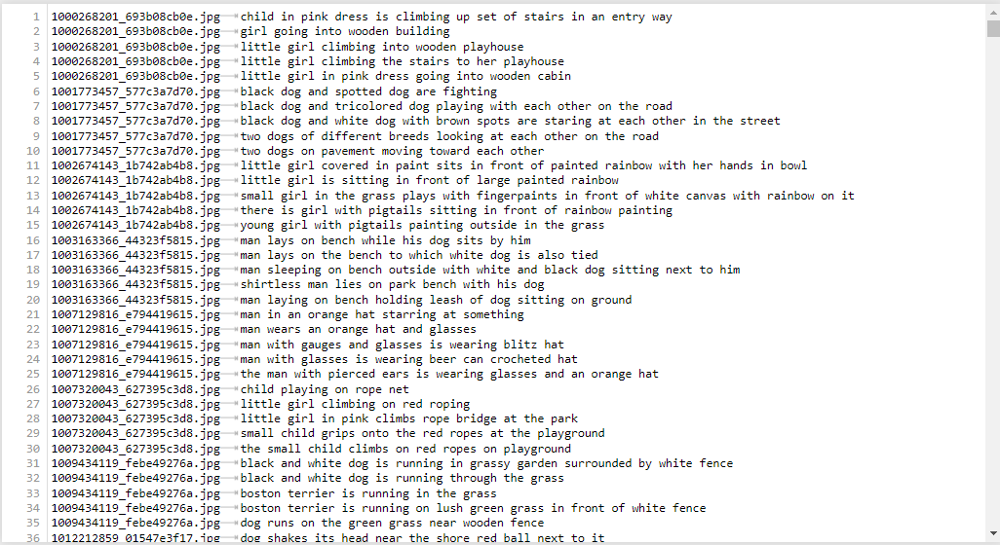 1 1000268201_693b08cb0e.jpg child in pink dress is climbing up set of stairs in an entry way
2 1000268201_693b08cb0e.jpg girl going into wooden building
3 1000268201_693b08cb0e.jpg little girl climbing into wooden playhouse
4 1000268201_693b08cb0e.jpg little girl climbing the stairs to her playhouse
5 1000268201_693b08cb0e.jpg little girl in pink dress going into wooden cabin
6 1001773457_577c3a7d70.jpg black dog and spotted dog are fighting
7 1001773457_577c3a7d70.jpg black dog and tricolored dog playing with each other on the road
8 1001773457_577c3a7d70.jpg black dog and white dog with brown spots are staring at each other in the street
9 1001773457_577c3a7d70.jpg two dogs of different breeds looking at each other on the road
10 1001773457_577c3a7d70.jpg two dogs on pavement moving toward each other
11 1002674143_1b742ab4b8.jpg little girl covered in paint sits in front of painted rainbow with her hands in bowl
12 1002674143_1b742ab4b8.jpg little girl is sitting in front of large painted rainbow
13 1002674143_1b742ab4b8.jpg small girl in the grass plays with fingerpaints in front of white canvas with rainbow on it
14 1002674143_1b742ab4b8.jpg there is girl with pigtails sitting in front of rainbow painting
15 1002674143_1b742ab4b8.jpg young girl with pigtails painting outside in the grass
16 1003163366_44323f5815.jpg man lays on bench while his dog sits by him
17 1003163366_44323f5815.jpg man lays on the bench to which white dog is also tied
18 1003163366_44323f5815.jpg man sleeping on bench outside with white and black dog sitting next to him
19 1003163366_44323f5815.jpg shirtless man lies on park bench with his dog
20 1003163366_44323f5815.jpg man laying on bench holding leash of dog sitting on ground
21 1007129816_e794419615.jpg man in an orange hat starring at something
22 1007129816_e794419615.jpg man wears an orange hat and glasses
23 1007129816_e794419615.jpg man with gauges and glasses is wearing blitz hat
24 1007129816_e794419615.jpg man with glasses is wearing beer can crocheted hat
25 1007129816_e794419615.jpg the man with pierced ears is wearing glasses and an orange hat
26 1007320043_627395c3d8.jpg child playing on rope net
27 1007320043_627395c3d8.jpg little girl climbing on red roping
28 1007320043_627395c3d8.jpg little girl in pink climbs rope bridge at the park
29 1007320043_627395c3d8.jpg small child grips onto the red ropes at the playground
30 1007320043_627395c3d8.jpg the small child climbs on red ropes on playground
31 1009434119_febe49276a.jpg black and white dog is running in grassy garden surrounded by white fence
32 1009434119_febe49276a.jpg black and white dog is running through the grass
33 1009434119_febe49276a.jpg boston terrier is running in the grass
34 1009434119_febe49276a.jpg boston terrier is running on lush green grass in front of white fence
35 1009434119_febe49276a.jpg dog runs on the green grass near wooden fence
36 1012212859_01547e3f17.jpg dog shakes its head near the shore red ball next to it